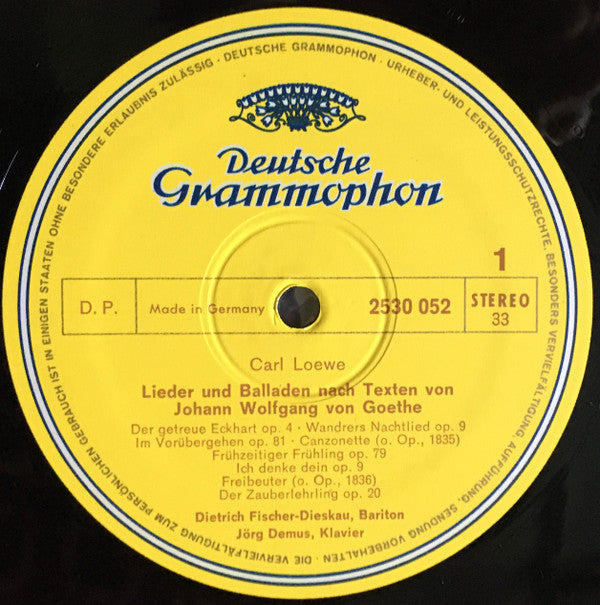 DIE VERVIELFÄLTIGUNG ZUM PERSÖNLICHEN GEBRAUCH IST IN EINIGEN STAATEN OHNE BESONDERE ERLAUBNIS ZULÄSSIG · DEUTSCHE GRAMMOPHON · URHEBER- UND LEISTUNGSSCHUTZRECHTE, BESONDERS VERVIELFÄLTIGUNG, AUFFÜHRUNG, SENDUNG VORBEHALTEN ·
Deutsche
Grammophon
1
D. P. Made in Germany 2530 052 STEREO
33
Carl Loewe
Lieder und Balladen nach Texten von
Johann Wolfgang von Goethe
Der getreue Eckhart op. 4 · Wandrers Nachtlied op. 9
Im Vorübergehen op. 81 · Canzonette (o. Op., 1835)
Frühzeitiger Frühling op. 79
Ich denke dein op. 9
Freibeuter (o. Op., 1836)
Der Zauberlehrling op. 20
Dietrich Fischer-Dieskau, Bariton
Jörg Demus, Klavier